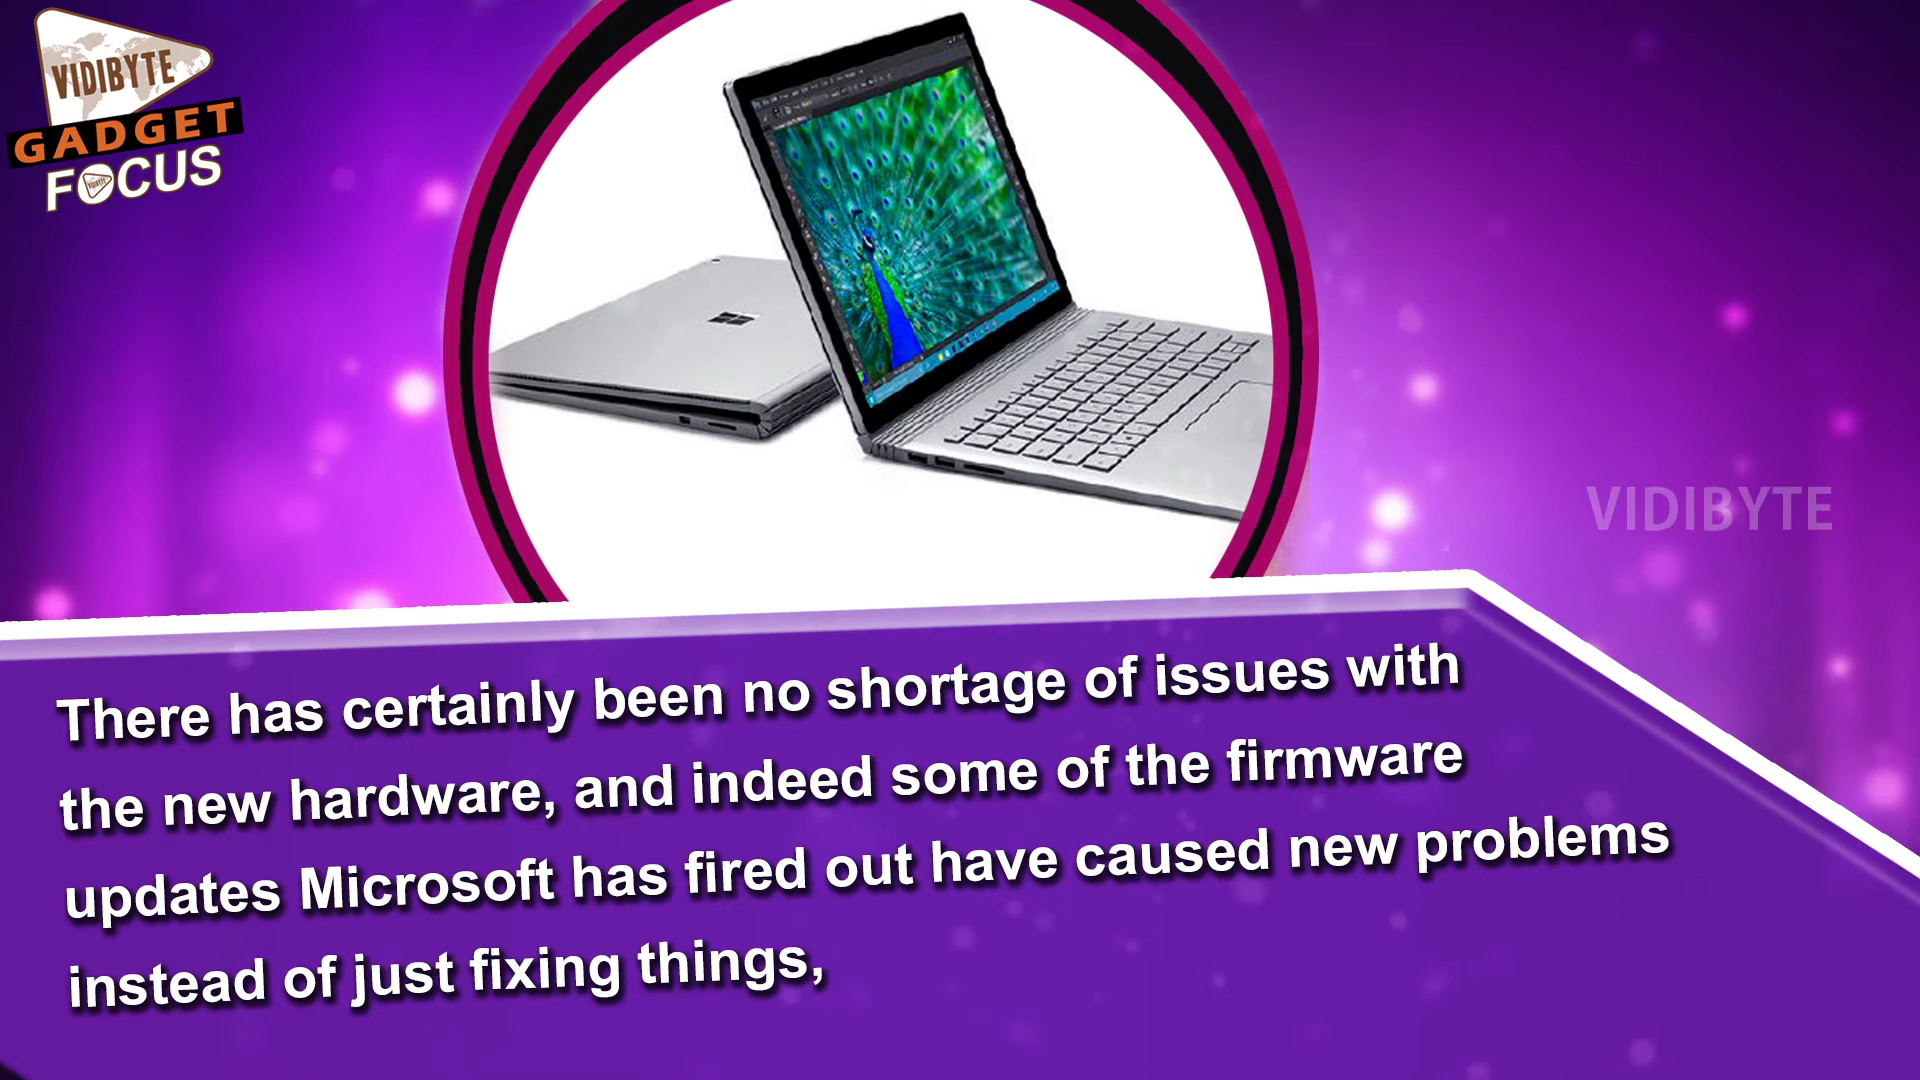 VIDIBYTE
GADGET
FOCUS
VIDIBYTE
There has certainly been no shortage of issues with
the new hardware, and indeed some of the firmware
updates Microsoft has fired out have caused new problems
instead of just fixing things,